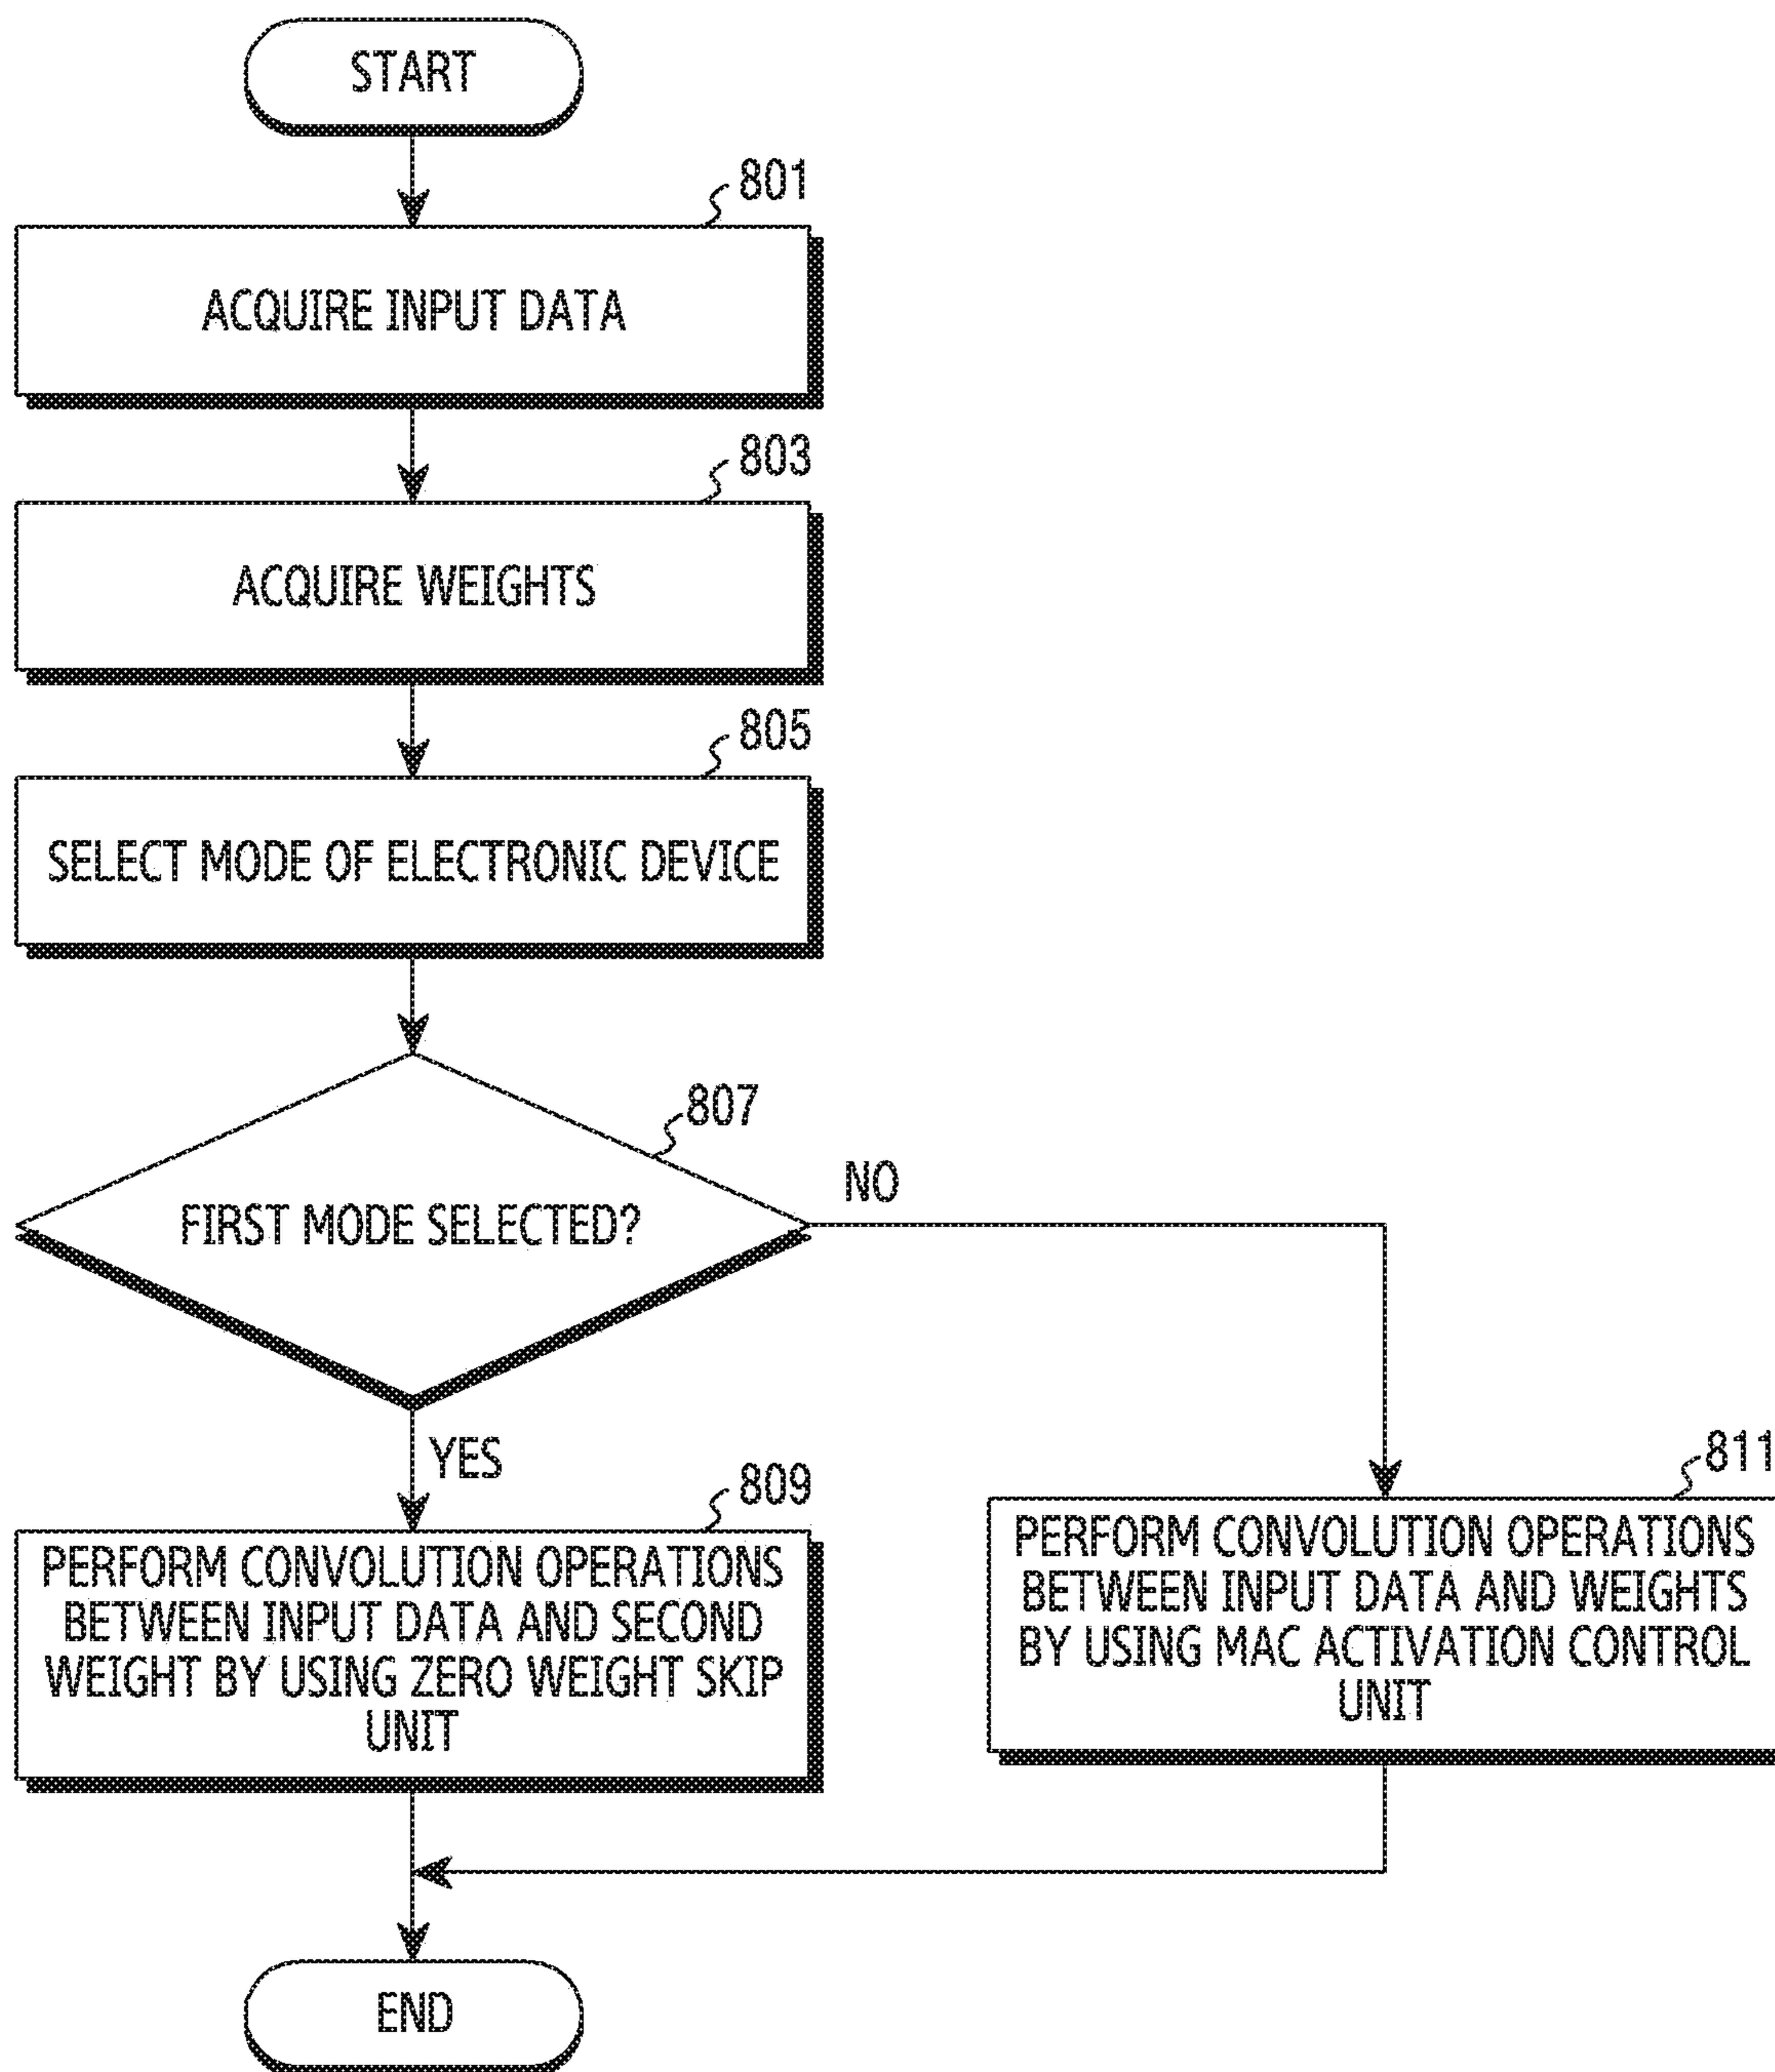 START
801
ACQUIRE INPUT DATA
803
ACQUIRE WEIGHTS
805
SELECT MODE OF ELECTRONIC DEVICE
807
FIRST MODE SELECTED?
NO
YES
809
PERFORM CONVOLUTION OPERATIONS
BETWEEN INPUT DATA AND SECOND
WEIGHT BY USING ZERO WEIGHT SKIP
UNIT
811
PERFORM CONVOLUTION OPERATIONS
BETWEEN INPUT DATA AND WEIGHTS
BY USING MAC ACTIVATION CONTROL
UNIT
END